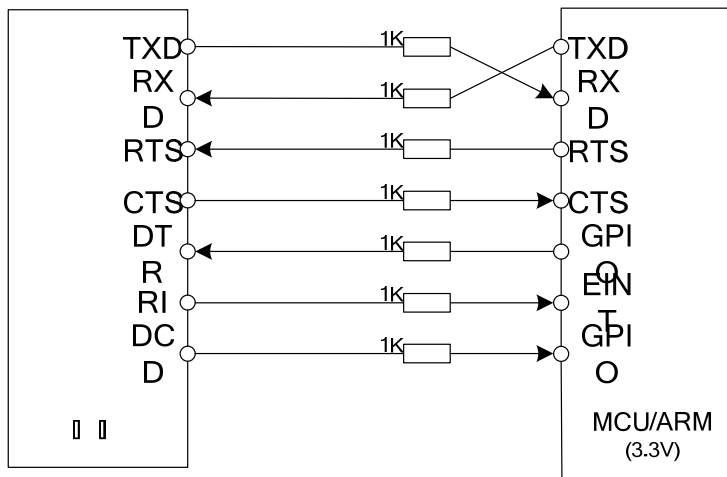 TXD
RX
D
RTS
CTS
DT
R
RI
DC
D
1K
1K
1K
1K
1K
1K
1K
TXD
RX
D
RTS
CTS
GPI
O
EIN
T
GPI
O
MCU/ARM
(3.3V)